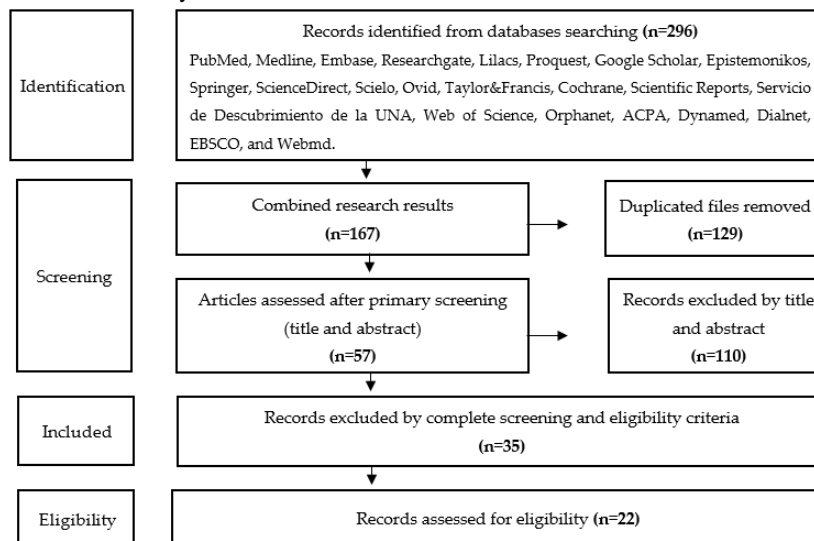 Identification
Records identified from databases searching (n=296)
PubMed, Medline, Embase, Researchgate, Lilacs, Proquest, Google Scholar, Epistemonikos,
Springer, ScienceDirect, Scielo, Ovid, Taylor&Francis, Cochrane, Scientific Reports, Servicio
de Descubrimiento de la UNA, Web of Science, Orphanet, ACPA, Dynamed, Dialnet,
EBSCO, and Webmd.
Screening
Combined research results
(n=167)
Duplicated files removed
(n=129)
Articles assessed after primary screening
(title and abstract)
(n=57)
Records excluded by title
and abstract
(n=110)
Included
Records excluded by complete screening and eligibility criteria
(n=35)
Eligibility
Records assessed for eligibility (n=22)